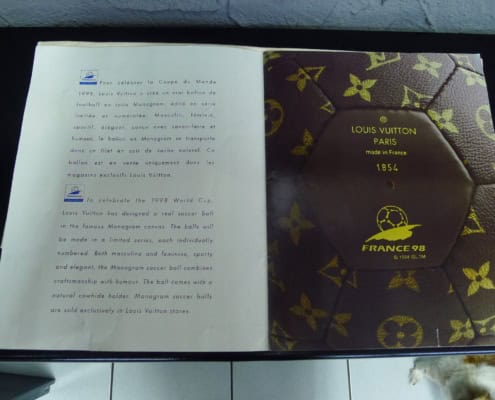 Pour célébrer la Coupe du Monde
1998, Louis Vuitton a créé un vrai ballon de
football en toile Monogram. Edité en série
limitée et numérotée. Masculin, féminin,
sportif, élégant, conçu avec savoir-faire et
humour, le ballon en Monogram se transporte
dans un filet en cuir de vache naturel. Ce
ballon est en vente uniquement dans les
magasins exclusifs Louis Vuitton.
To celebrate the 1998 World Cup,
Louis Vuitton has designed a real soccer ball
in the famous Monogram canvas. The balls
will be made in a limited series, each individually
numbered. Both masculine and feminine, sporty
and elegant, the Monogram soccer ball combines
craftsmanship with humour. The ball comes with a
natural cowhide holder. Monogram soccer balls
are sold exclusively in Louis Vuitton stores.
LOUIS VUITTON
PARIS
made in France
1854
FRANCE 98